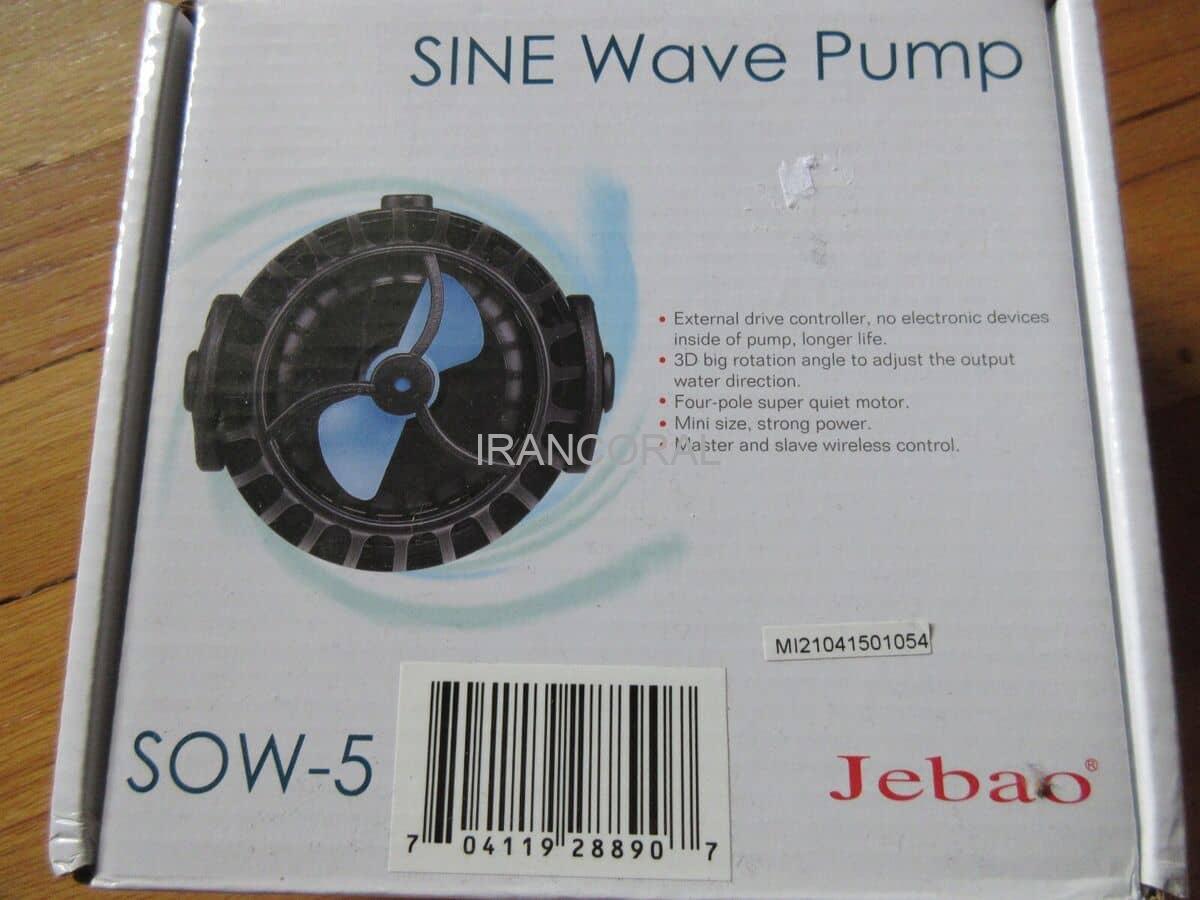 SINE Wave Pump
• External drive controller, no electronic devices
inside of pump, longer life.
• 3D big rotation angle to adjust the output
water direction.
• Four-pole super quiet motor.
• Mini size, strong power.
• Master and slave wireless control.
IRANCORAL
MI21041501054
SOW-5
7 04119 28890 7
Jebao®